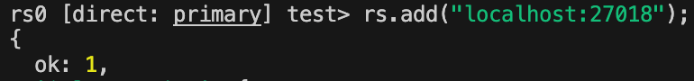 rs0 [direct: primary] test> rs.add("localhost:27018");
{
  ok: 1,